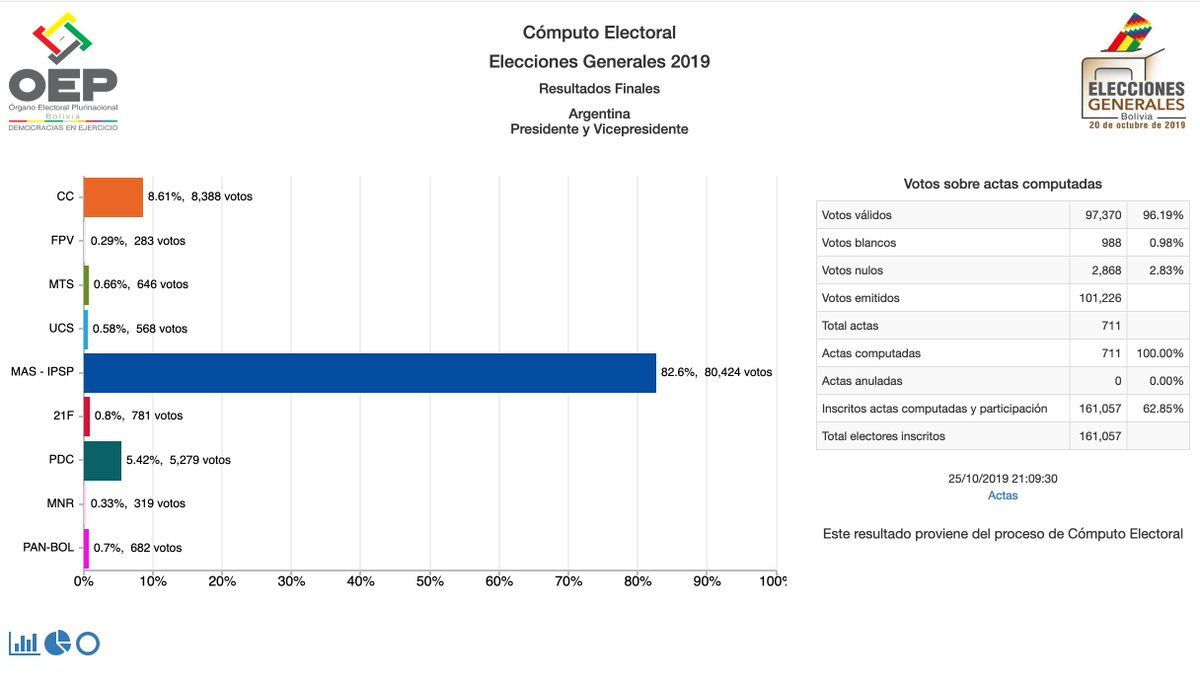 OEP
Órgano Electoral Plurinacional
Bolivia
DEMOCRACIAS EN EJERCICIO
Cómputo Electoral
Elecciones Generales 2019
Resultados Finales
Argentina
Presidente y Vicepresidente
ELECCIONES
GENERALES
Bolivia
20 de octubre de 2019
CC 8.61%, 8,388 votos
FPV 0.29%, 283 votos
MTS 0.66%, 646 votos
UCS 0.58%, 568 votos
MAS - IPSP 82.6%, 80,424 votos
21F 0.8%, 781 votos
PDC 5.42%, 5,279 votos
MNR 0.33%, 319 votos
PAN-BOL 0.7%, 682 votos
0% 10% 20% 30% 40% 50% 60% 70% 80% 90% 100%
Votos sobre actas computadas
Votos válidos 97,370 96.19%
Votos blancos 988 0.98%
Votos nulos 2,868 2.83%
Votos emitidos 101,226
Total actas 711
Actas computadas 711 100.00%
Actas anuladas 0 0.00%
Inscritos actas computadas y participación 161,057 62.85%
Total electores inscritos 161,057
25/10/2019 21:09:30
Actas
Este resultado proviene del proceso de Cómputo Electoral